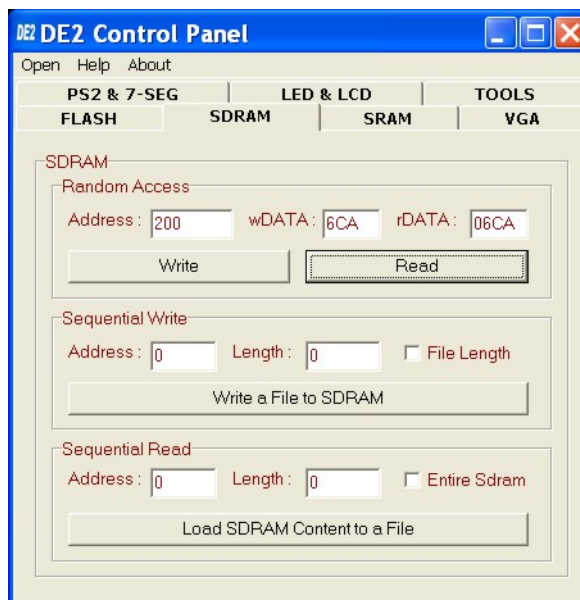 DE2 DE2 Control Panel
Open Help About
PS2 & 7-SEG LED & LCD TOOLS
FLASH SDRAM SRAM VGA
SDRAM
Random Access
Address : 200 wDATA : 6CA rDATA : 06CA
Write Read
Sequential Write
Address : 0 Length : 0 File Length
Write a File to SDRAM
Sequential Read
Address : 0 Length : 0 Entire Sdram
Load SDRAM Content to a File